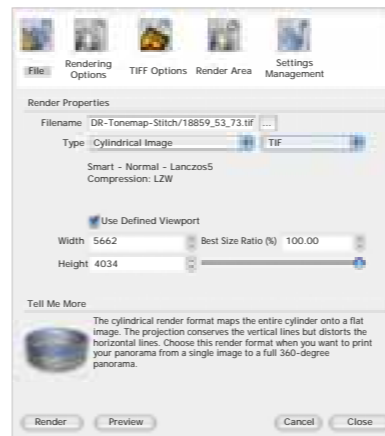 File
Rendering Options
TIFF Options
Render Area
Settings Management
Render Properties
Filename DR-Tonemap-Stitch/18859_53_73.tif ...
Type Cylindrical Image TIF
Smart - Normal - Lanczos5
Compression: LZW
Use Defined Viewport
Width 5662 Best Size Ratio (%) 100.00
Height 4034
Tell Me More
The cylindrical render format maps the entire cylinder onto a flat
image. The projection conserves the vertical lines but distorts the
horizontal lines. Choose this render format when you want to print
your panorama from a single image to a full 360-degree
panorama.
Render Preview Cancel Close